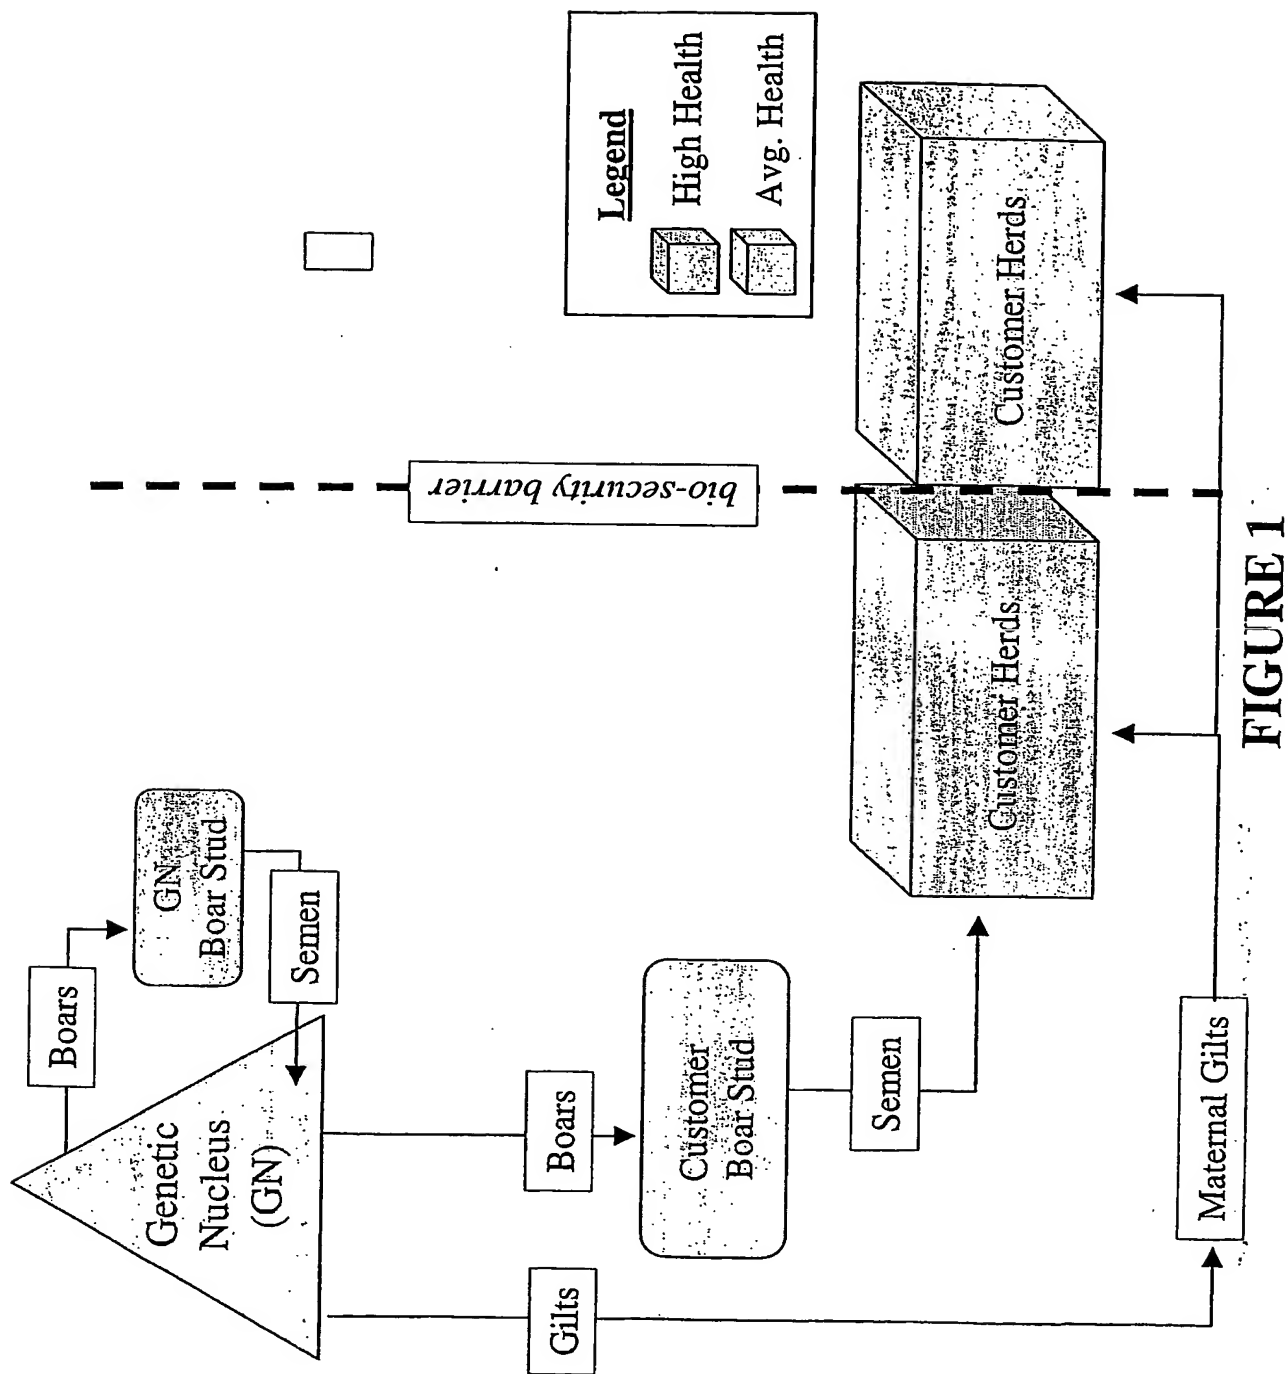 Boars
GN
Boar Stud
Semen
Genetic
Nucleus
(GN)
Gilts
Boars
Customer
Boar Stud
Semen
Maternal Gilts
bio-security barrier
Customer Herds
Customer Herds
Legend
High Health
Avg. Health
FIGURE 1